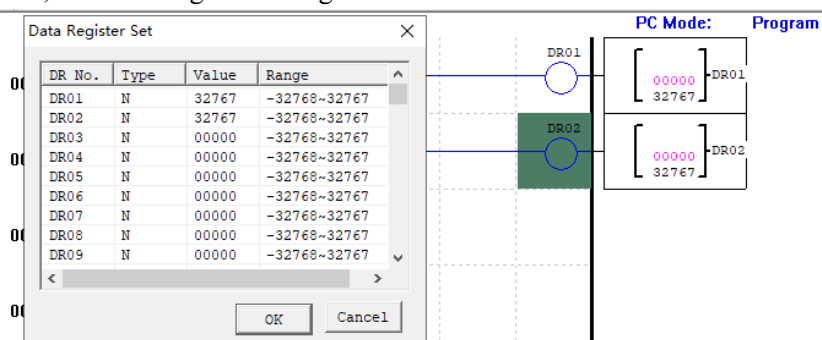 Data Register Set
DR No. Type Value Range
DR01 N 32767 -32768~32767
DR02 N 32767 -32768~32767
DR03 N 00000 -32768~32767
DR04 N 00000 -32768~32767
DR05 N 00000 -32768~32767
DR06 N 00000 -32768~32767
DR07 N 00000 -32768~32767
DR08 N 00000 -32768~32767
DR09 N 00000 -32768~32767
OK Cancel
PC Mode: Program
DR01
00000 DR01
32767
DR02
00000 DR02
32767